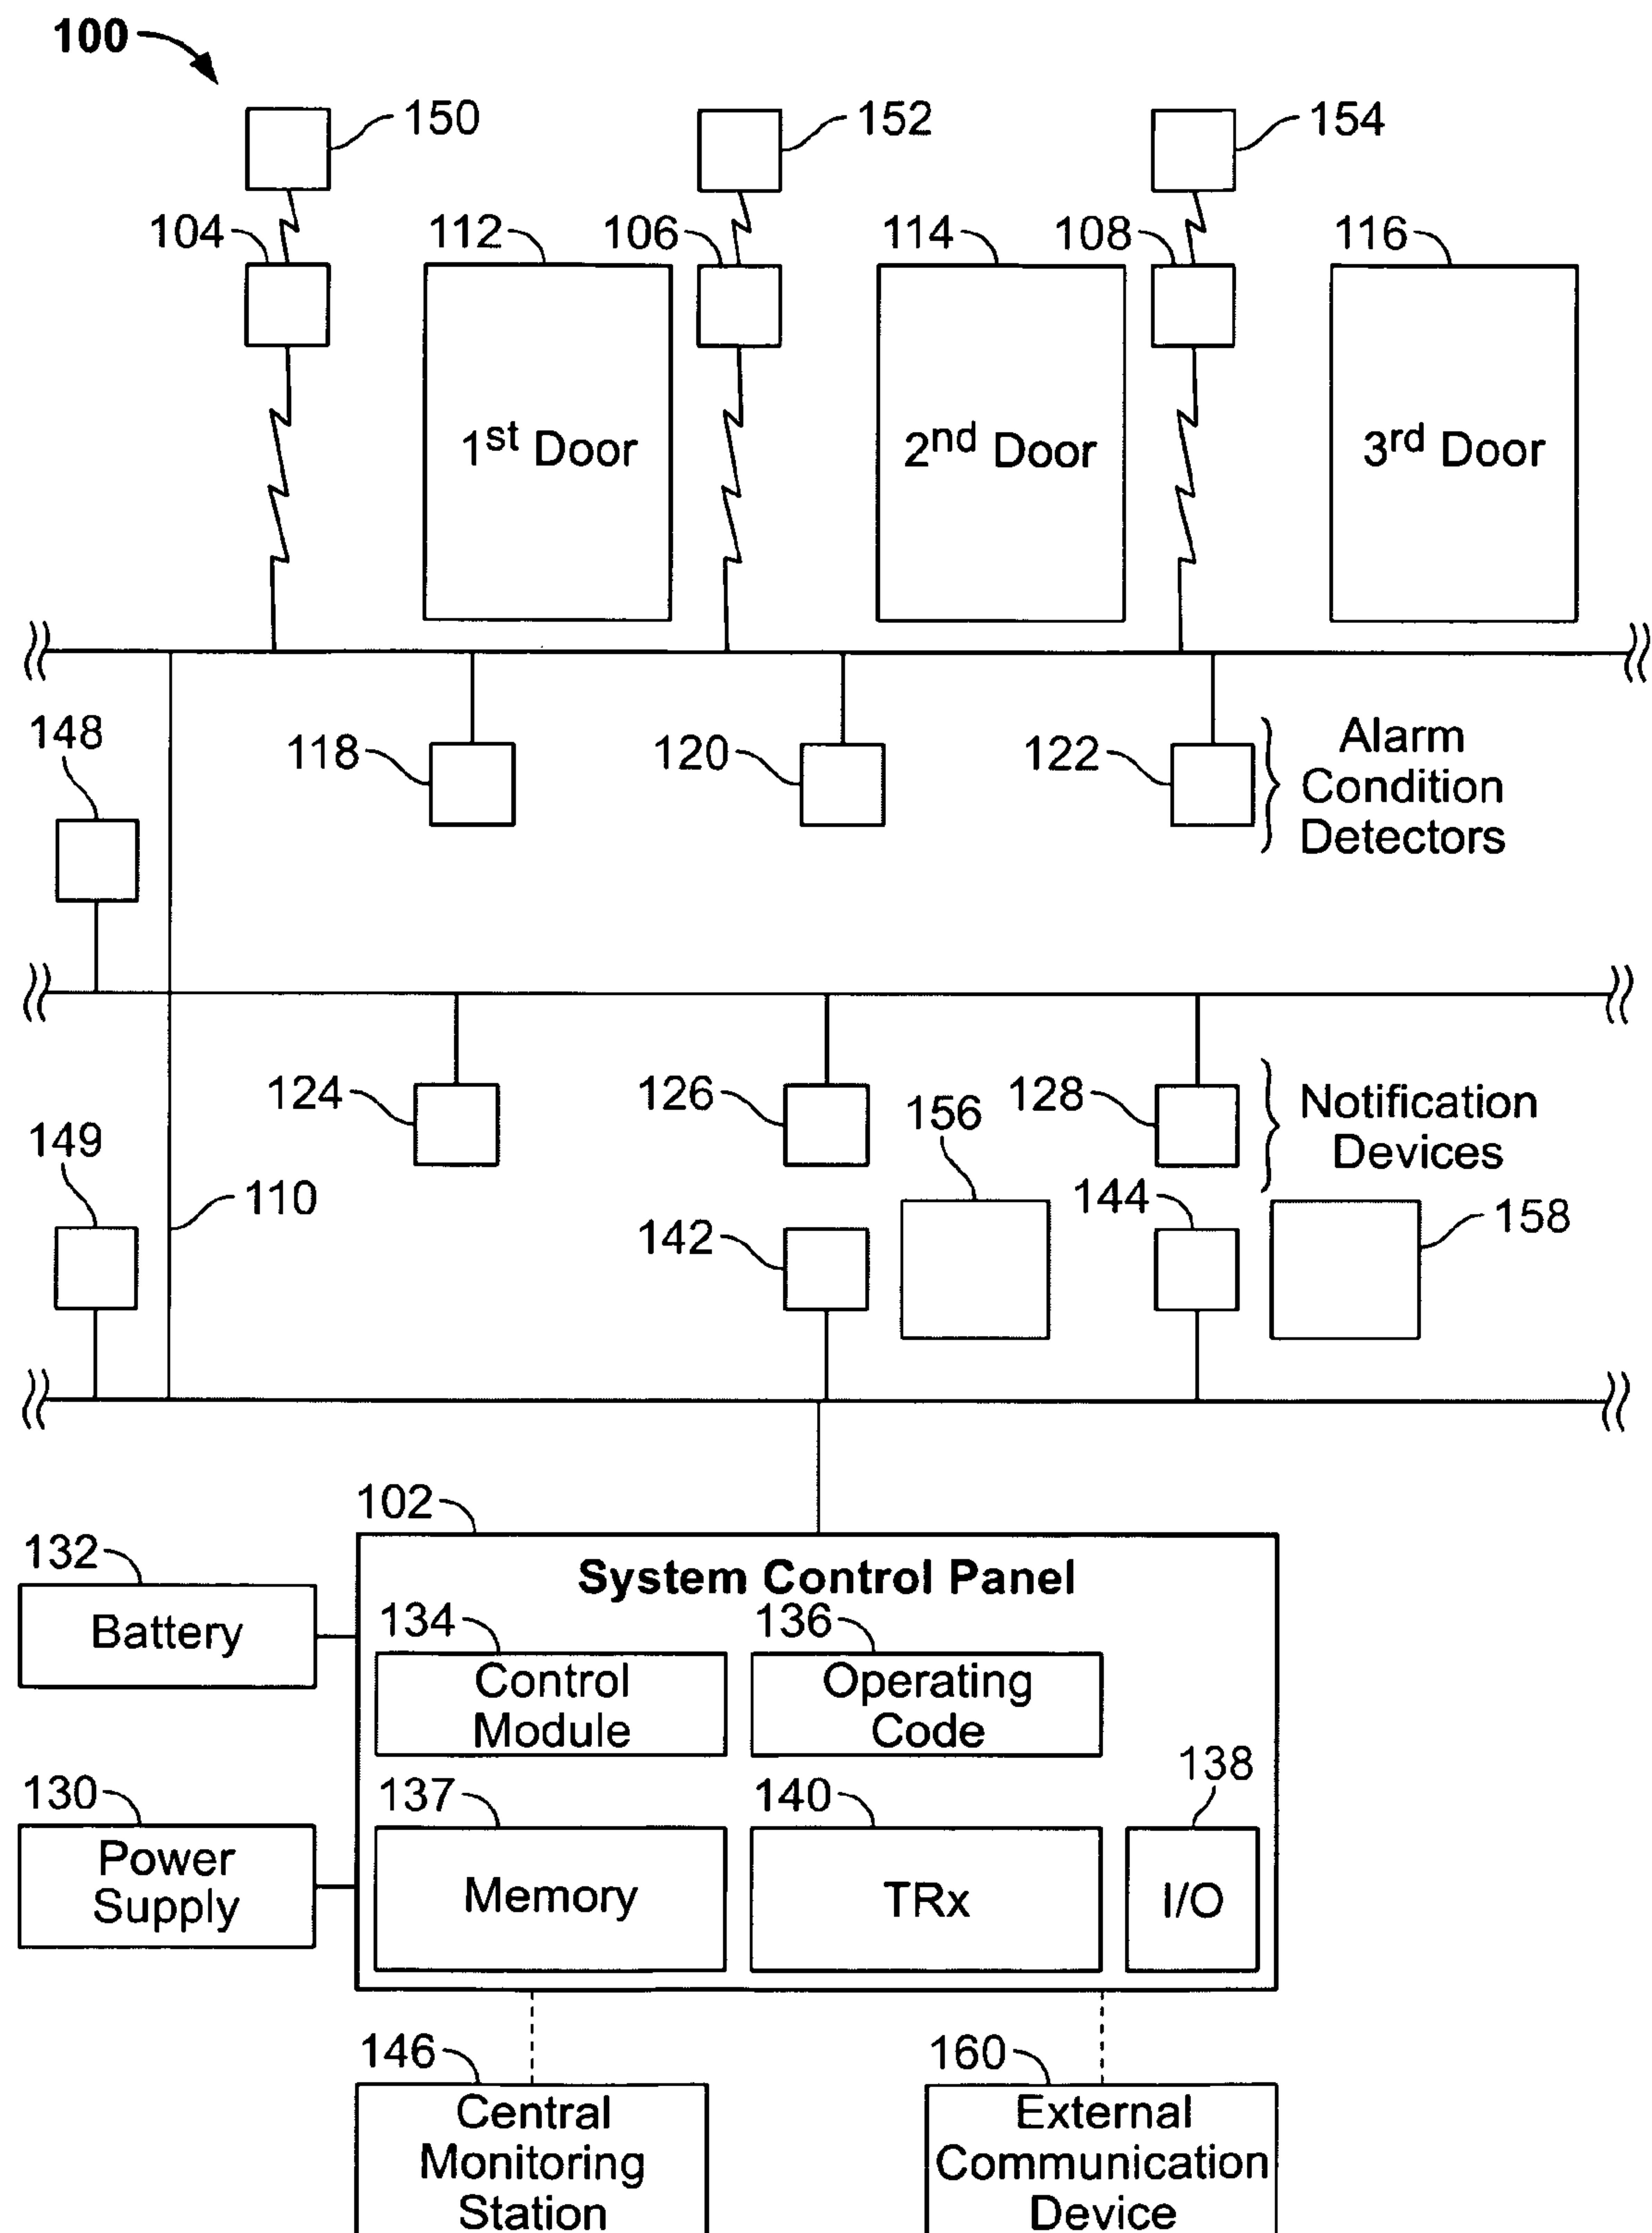 100
150
152
154
104
112
106
114
108
116
1st Door
2nd Door
3rd Door
148
118
120
122
Alarm
Condition
Detectors
124
126
156
128
Notification
Devices
149
110
142
144
158
102
132
Battery
System Control Panel
134
136
Control
Module
Operating
Code
138
130
137
140
Power
Supply
Memory
TRx
I/O
146
160
Central
Monitoring
Station
External
Communication
Device